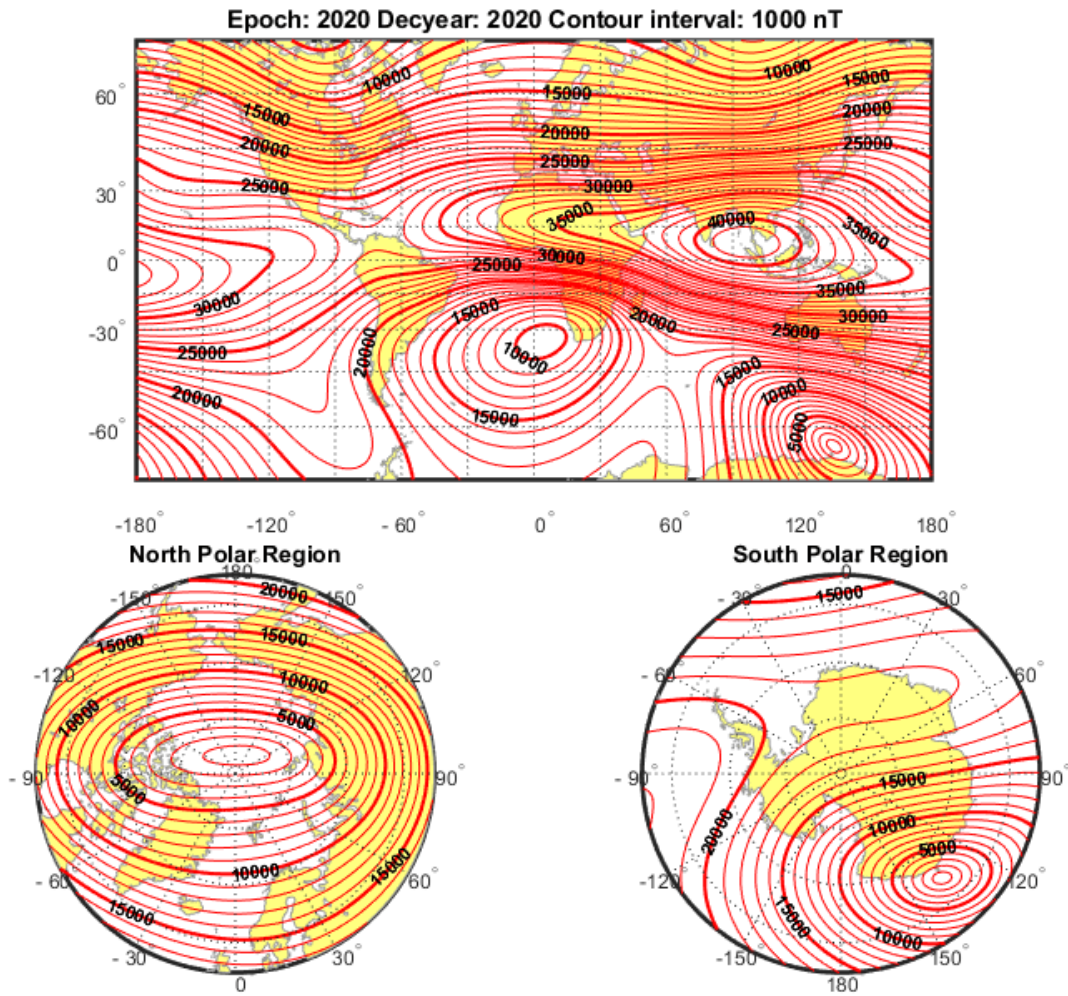 Epoch: 2020 Decyear: 2020 Contour interval: 1000 nT
10000 10000 15000
60° 15000 15000 20000
20000 20000 25000
25000 25000
30° 30000
35000 40000 35000
0° 25000 30000
30000 15000 20000 35000
-30° 25000 30000
25000 20000 10000 15000
20000 10000
-60° 15000 5000
-180° -120° - 60° 0° 60° 120° 180°
North Polar Region South Polar Region
180° 0
-150° 20000 150° - 30° 15000 30°
15000 15000
-120 120° - 60° 60°
10000 10000
5000
- 90° 5000 90° - 90° 15000 90°
20000 10000
5000
- 60° 10000 15000 60° -120° 120°
15000 15000 10000
- 30° 30° -150° 150°
0 180